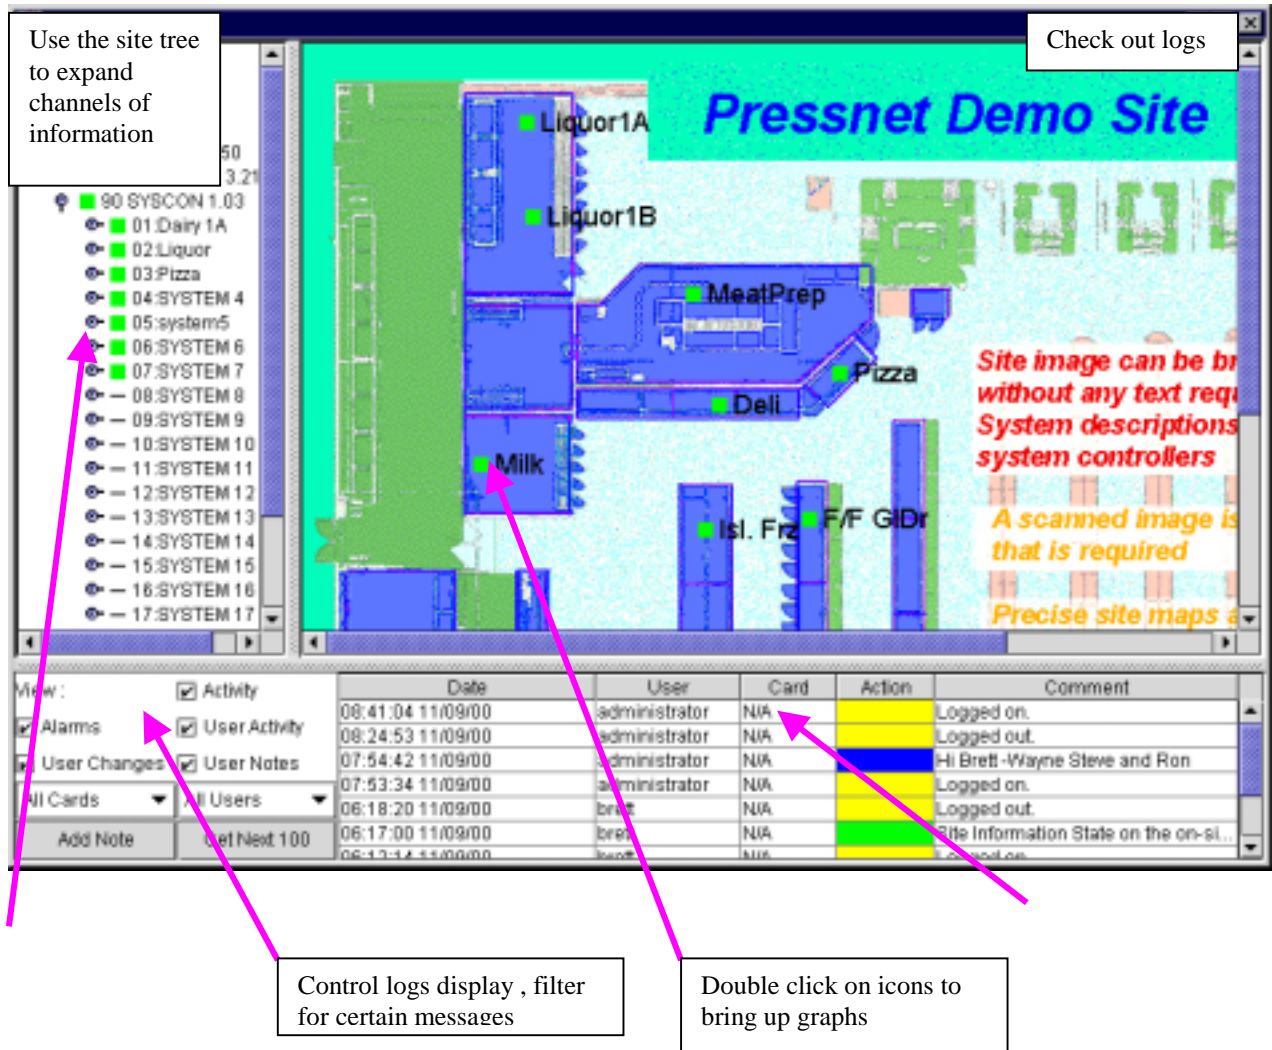 Use the site tree
to expand
channels of
information
Check out logs
50
3.21
90 SYSCON 1.03
01:Dairy 1A
02:Liquor
03:Pizza
04:SYSTEM 4
05:system5
06:SYSTEM 6
07:SYSTEM 7
08:SYSTEM 8
09:SYSTEM 9
10:SYSTEM 10
11:SYSTEM 11
12:SYSTEM 12
13:SYSTEM 13
14:SYSTEM 14
15:SYSTEM 15
16:SYSTEM 16
17:SYSTEM 17
Pressnet Demo Site
Liquor1A
Liquor1B
MeatPrep
Pizza
Deli
Milk
Isl. Frz
F/F GlDr
Site image can be br
without any text requ
System descriptions
system controllers
A scanned image is
that is required
Precise site maps a
View :
Activity
Alarms
User Activity
User Changes
User Notes
All Cards
All Users
Add Note
Get Next 100
Date User Card Action Comment
08:41:04 11/09/00 administrator N/A Logged on.
08:24:53 11/09/00 administrator N/A Logged out.
07:54:42 11/09/00 administrator N/A Hi Brett -Wayne Steve and Ron
07:53:34 11/09/00 administrator N/A Logged on.
06:18:20 11/09/00 brett N/A Logged out.
06:17:00 11/09/00 brett N/A Site Information State on the on-si...
11/09/00 brett N/A Logged on.
Control logs display , filter
for certain messages
Double click on icons to
bring up graphs